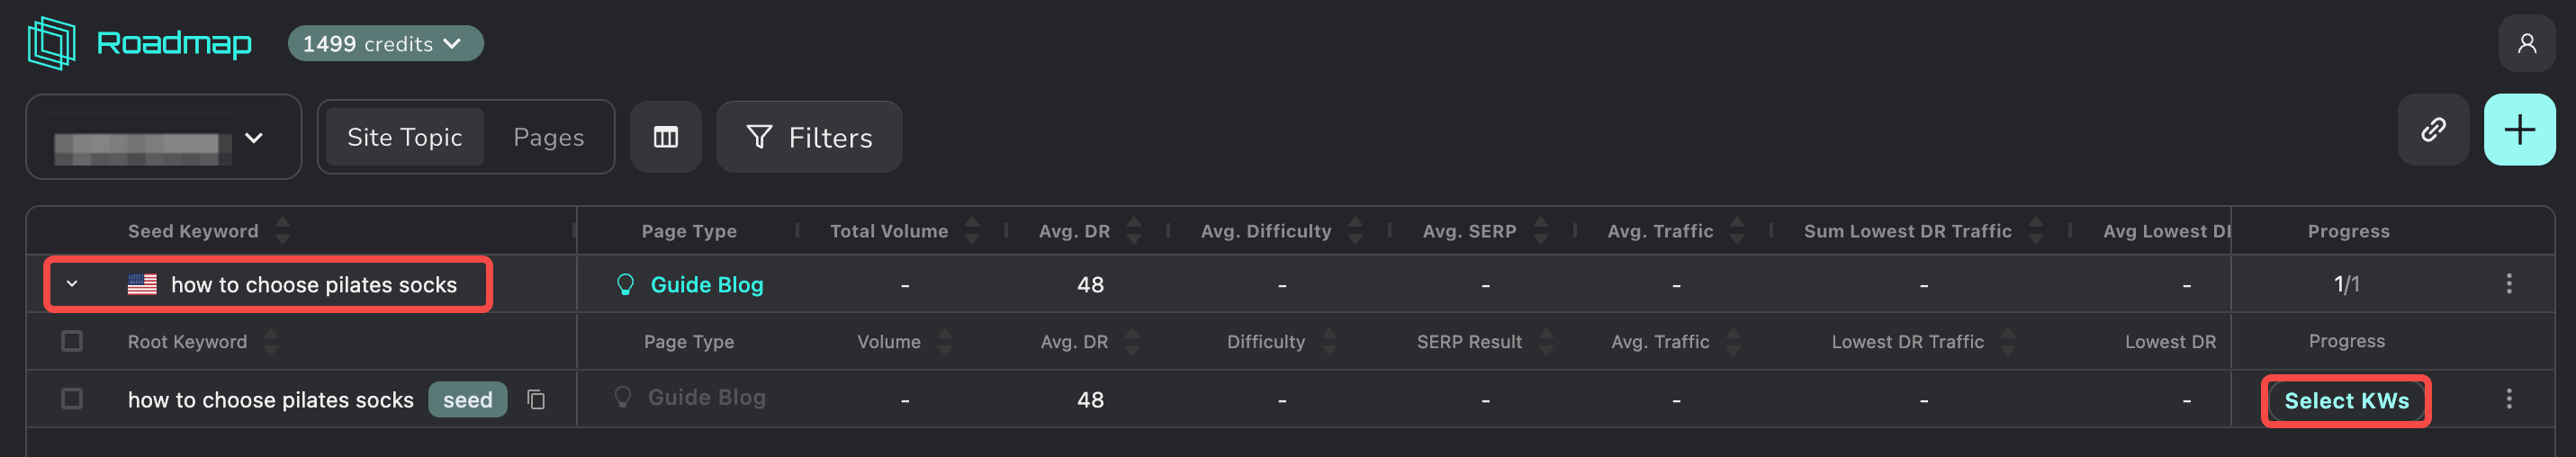 Roadmap 1499 credits
Site Topic Pages Filters
Seed Keyword Page Type Total Volume Avg. DR Avg. Difficulty Avg. SERP Avg. Traffic Sum Lowest DR Traffic Avg Lowest Progress
how to choose pilates socks Guide Blog - 48 - - - - - 1/1
Root Keyword Page Type Volume Avg. DR Difficulty SERP Result Avg. Traffic Lowest DR Traffic Lowest DR Progress
how to choose pilates socks seed Guide Blog - 48 - - - - - Select KWs